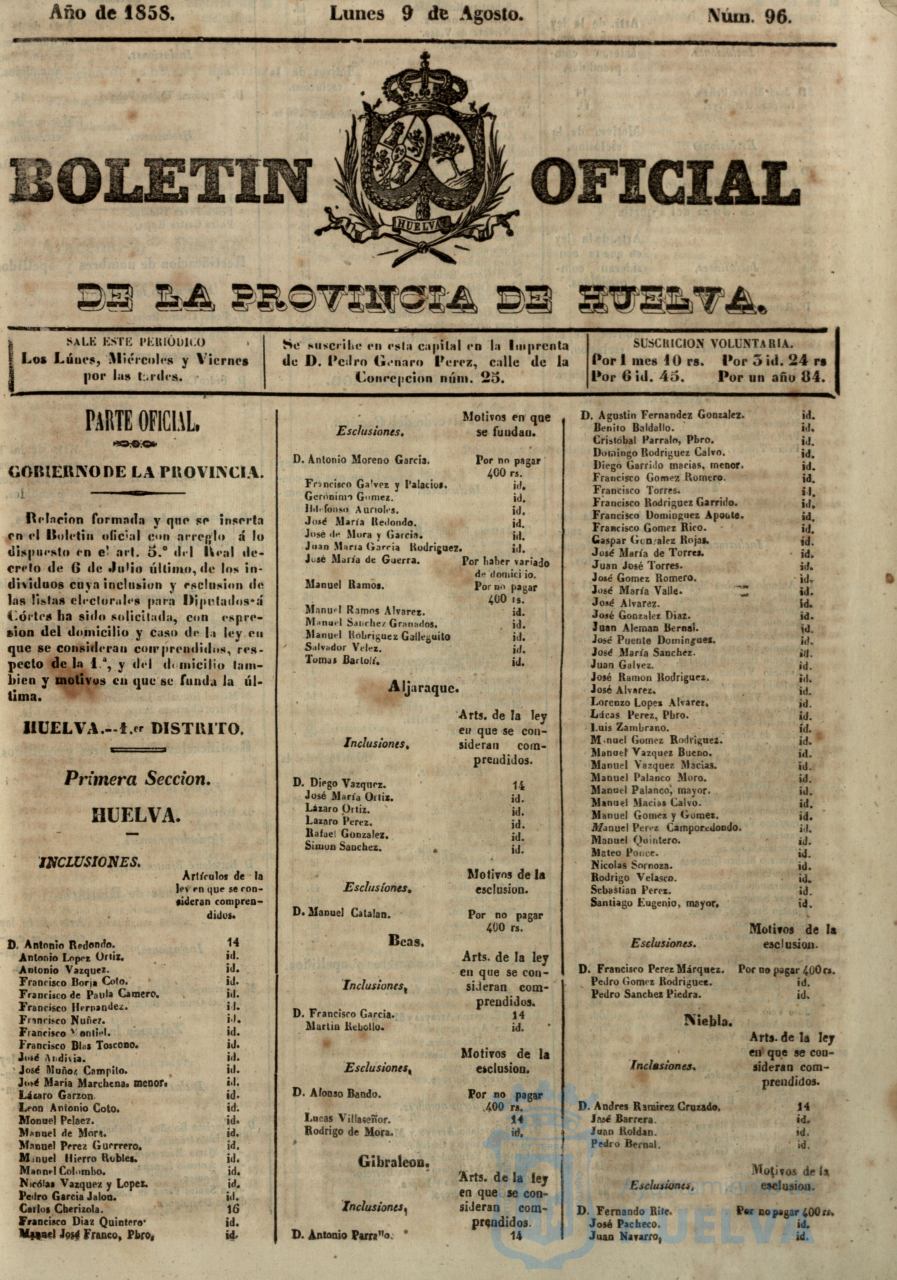 Año de 1858. Lunes 9 de Agosto. Núm. 96.
BOLETIN OFICIAL
HUELVA
DE LA PROVINCIA DE HUELVA.
SALE ESTE PERIÓDICO
Los Lúnes, Miércoles y Viernes
por las tardes.
Se suscribe en esta capital en la Imprenta
de D. Pedro Genaro Perez, calle de la
Concepcion núm. 25.
SUSCRICION VOLUNTARIA.
Por 1 mes 10 rs. Por 3 id. 24 rs
Por 6 id. 45. Por un año 84.
PARTE OFICIAL.
GOBIERNO DE LA PROVINCIA.
Relacion formada y que se inserta
en el Boletin oficial con arreglo á lo
dispuesto en el art. 5.º del Real de-
creto de 6 de Julio último, de los in-
dividuos cuya inclusion y esclusion de
las listas electorales para Diputados á
Córtes ha sido solicitada, con espre-
sion del domicilio y caso de la ley en
que se consideran comprendidos, res-
pecto de la 1.ª, y del domicilio tam-
bien y motivos en que se funda la úl-
tima.
HUELVA.--1.er DISTRITO.
Primera Seccion.
HUELVA.
INCLUSIONES.
Artículos de la
ley en que se con-
sideran compren-
didos.
D. Antonio Redondo. 14
Antonio Lopez Ortiz. id.
Antonio Vazquez. id.
Francisco Borja Coto. id.
Francisco de Paula Camero. id.
Francisco Hernandez. id.
Francisco Nuñez. id.
Francisco Montiel. id.
Francisco Blas Toscono. id.
José Andivia. id.
José Muñoz Campito. id.
José María Marchena, menor. id.
Lázaro Garzon. id.
Leon Antonio Coto. id.
Monuel Pelaez. id.
Manuel de Mora. id.
Manuel Perez Guerrero. id.
Manuel Hierro Rubles. id.
Manuel Colombo. id.
Nicólas Vazquez y Lopez. id.
Pedro Garcia Jalon. id.
Carlos Cherizola. 16
Francisco Diaz Quintero. id.
Manuel José Franco, Pbro, id.
Esclusiones.
Motivos en que
se fundan.
D. Antonio Moreno Garcia. Por no pagar
400 rs.
Francisco Galvez y Palacios. id.
Gerónimo Gomez. id.
Ildefonso Aurioles. id.
José María Redondo. id.
José de Mora y Garcia. id.
Juan María Garcia Rodriguez. id.
José María de Guerra. Por haber variado
de domicilio.
Manuel Ramos. Por no pagar
400 rs.
Manuel Ramos Alvarez. id.
Manuel Sanchez Granados. id.
Manuel Robriguez Galleguito id.
Salvador Velez. id.
Tomas Bartolí. id.
Aljaraque.
Inclusiones,
Arts. de la ley
en que se con-
sideran com-
prendidos.
D. Diego Vazquez. 14
José María Ortiz. id.
Lázaro Ortiz. id.
Lazaro Perez. id.
Rafael Gonzalez. id.
Simon Sanchez. id.
Esclusiones,
Motivos de la
esclusion.
D. Manuel Catalan. Por no pagar
400 rs.
Beas.
Inclusiones,
Arts. de la ley
en que se con-
sideran com-
prendidos.
D. Francisco Garcia. 14
Martin Rebollo. id.
Esclusiones,
Motivos de la
esclusion.
D. Alonso Bando. Por no pagar
400 rs.
Lucas Villaseñor. 14
Rodrigo de Mora. id.
Gibraleon.
Inclusiones,
Arts. de la ley
en que se con-
sideran com-
prendidos.
D. Antonio Parralo. 14
D. Agustin Fernandez Gonzalez. id.
Benito Baldallo. id.
Cristóbal Parralo, Pbro. id.
Domingo Rodriguez Calvo. id.
Diego Garrido macias, menor. id.
Francisco Gomez Romero. id.
Francisco Torres. id.
Francisco Rodriguez Garrido. id.
Francisco Dominguez Aponte. id.
Francisco Gomez Rico. id.
Gaspar Gonzalez Rojas. id.
José María de Torres. id.
Juan José Torres. id.
José Gomez Romero. id.
José María Valle. id.
José Alvarez. id.
José Gonzalez Diaz. id.
Juan Aleman Bernal. id.
José Puente Domingues. id.
José María Sanchez. id.
Juan Galvez. id.
José Ramon Rodriguez. id.
José Alvarez. id.
Lorenzo Lopes Alvarez. id.
Lúcas Perez, Pbro. id.
Luis Zambrano. id.
Manuel Gomez Rodriguez. id.
Manuel Vazquez Bueno. id.
Manuel Vazquez Macias. id.
Manuel Palanco Moro. id.
Manuel Palanco, mayor. id.
Manuel Macias Calvo. id.
Manuel Gomez y Gomez. id.
Manuel Perez Camporedondo. id.
Manuel Quintero. id.
Mateo Ponce. id.
Nicolas Sornoza. id.
Rodrigo Velasco. id.
Sebastian Perez. id.
Santiago Eugenio, mayor. id.
Esclusiones.
Motivos de la
esclusion.
D. Francisco Perez Márquez. Por no pagar 400 rs.
Pedro Gomez Rodriguez. id.
Pedro Sanchez Piedra. id.
Niebla.
Inclusiones.
Arts. de la ley
en que se con-
sideran com-
prendidos.
D. Andres Ramirez Cruzado. 14
José Barrera. id.
Juan Roldan. id.
Pedro Bernal. id.
Esclusiones,
Motivos de la
esclusion.
D. Fernando Rite. Por no pagar 400 rs.
José Pacheco. id.
Juan Navarro, id.
HUELVA